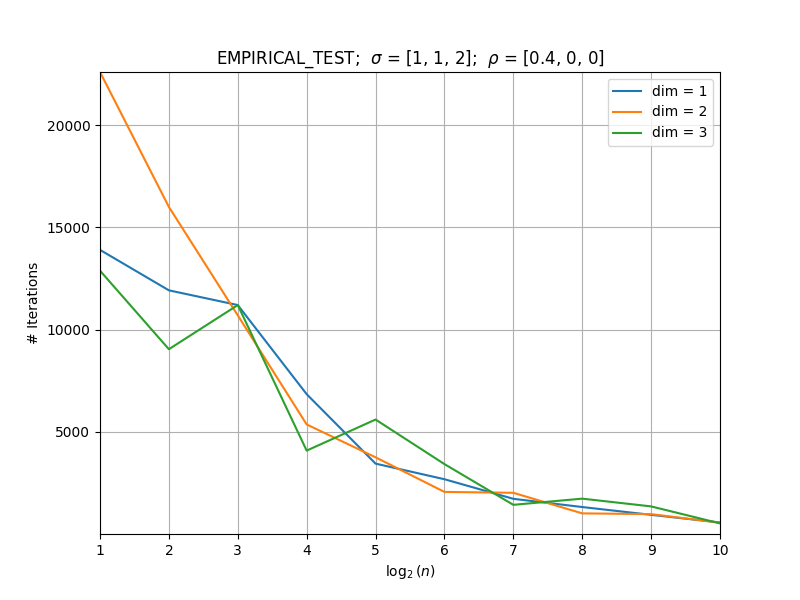 EMPIRICAL_TEST; σ = [1, 1, 2]; ρ = [0.4, 0, 0]
dim = 1
dim = 2
dim = 3
# Iterations
20000
15000
10000
5000
1 2 3 4 5 6 7 8 9 10
log₂(n)